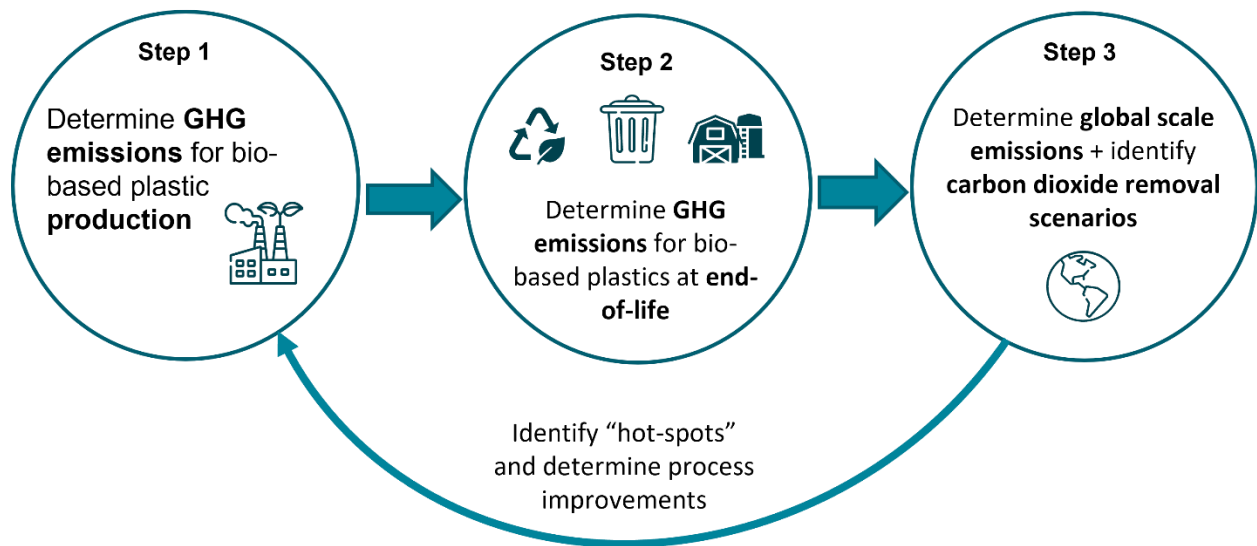 Step 1
Determine GHG
emissions for bio-
based plastic
production
Step 2
Determine GHG
emissions for bio-
based plastics at end-
of-life
Step 3
Determine global scale
emissions + identify
carbon dioxide removal
scenarios
Identify “hot-spots”
and determine process
improvements